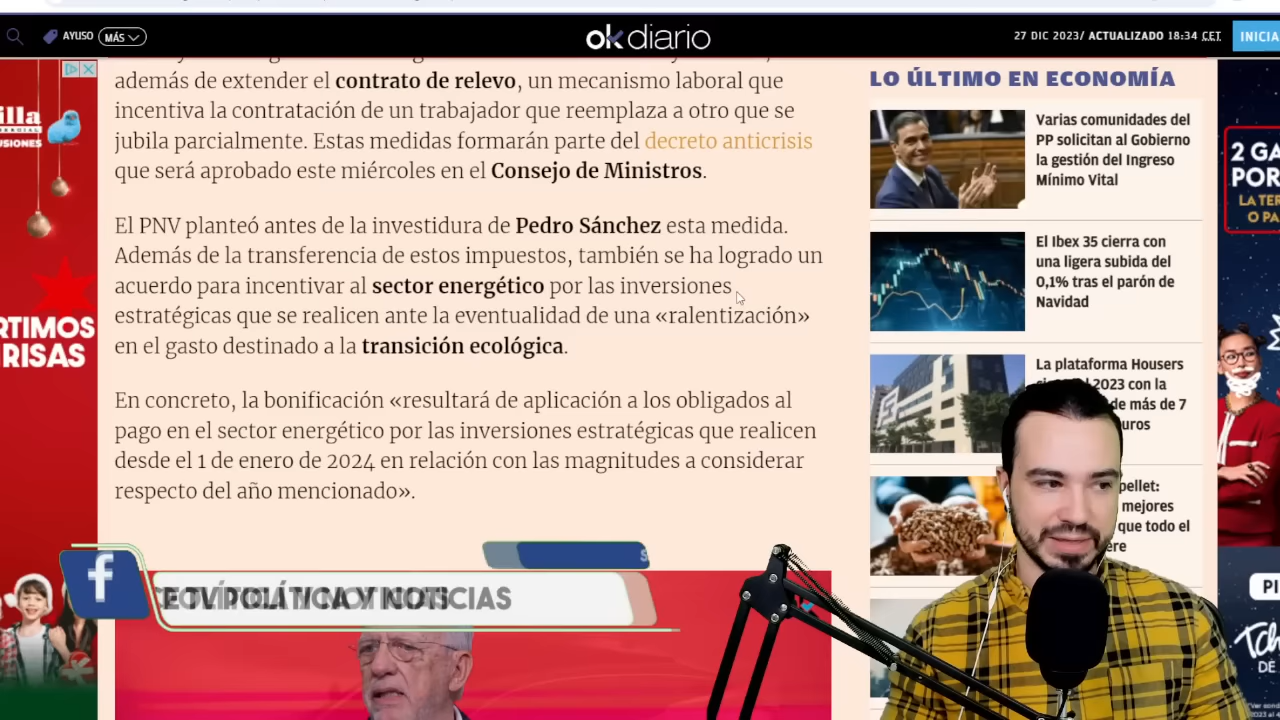 AYUSO
MÁS
okdiario
27 DIC 2023/ ACTUALIZADO 18:34 CET
INICIA
además de extender el contrato de relevo, un mecanismo laboral que
incentiva la contratación de un trabajador que reemplaza a otro que se
jubila parcialmente. Estas medidas formarán parte del decreto anticrisis
que será aprobado este miércoles en el Consejo de Ministros.
El PNV planteó antes de la investidura de Pedro Sánchez esta medida.
Además de la transferencia de estos impuestos, también se ha logrado un
acuerdo para incentivar al sector energético por las inversiones
estratégicas que se realicen ante la eventualidad de una «ralentización»
en el gasto destinado a la transición ecológica.
En concreto, la bonificación «resultará de aplicación a los obligados al
pago en el sector energético por las inversiones estratégicas que realicen
desde el 1 de enero de 2024 en relación con las magnitudes a considerar
respecto del año mencionado».
LO ÚLTIMO EN ECONOMÍA
Varias comunidades del
PP solicitan al Gobierno
la gestión del Ingreso
Mínimo Vital
El Ibex 35 cierra con
una ligera subida del
0,1% tras el parón de
Navidad
La plataforma Housers
2023 con la
de más de 7
pellet:
mejores
que todo el
illa
USIONES
RTIMOS
RISAS
2 GA
POR
LA TER
O PA
PI
Tch
DE
f
NOTICIAS